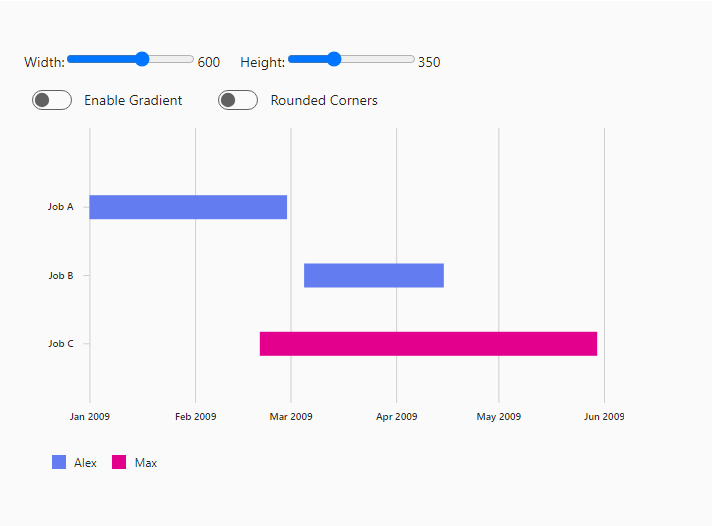 Width: 600 Height: 350
Enable Gradient Rounded Corners
Job A
Job B
Job C
Jan 2009 Feb 2009 Mar 2009 Apr 2009 May 2009 Jun 2009
Alex Max